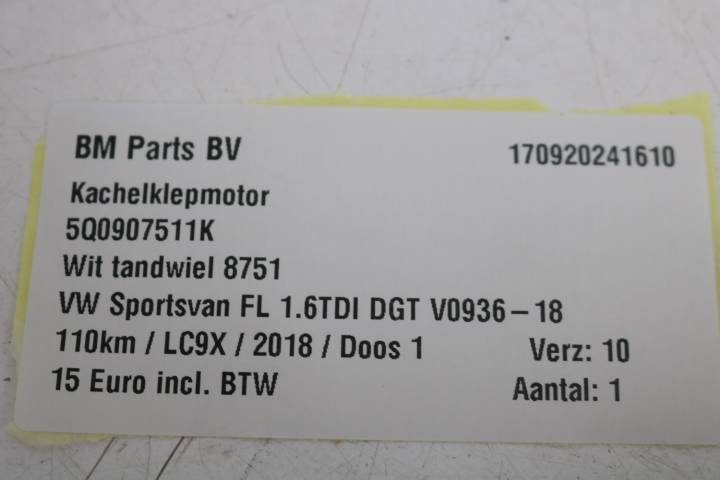 BM Parts BV 170920241610
Kachelklepmotor
5Q0907511K
Wit tandwiel 8751
VW Sportsvan FL 1.6TDI DGT V0936-18
110km / LC9X / 2018 / Doos 1 Verz: 10
15 Euro incl. BTW Aantal: 1